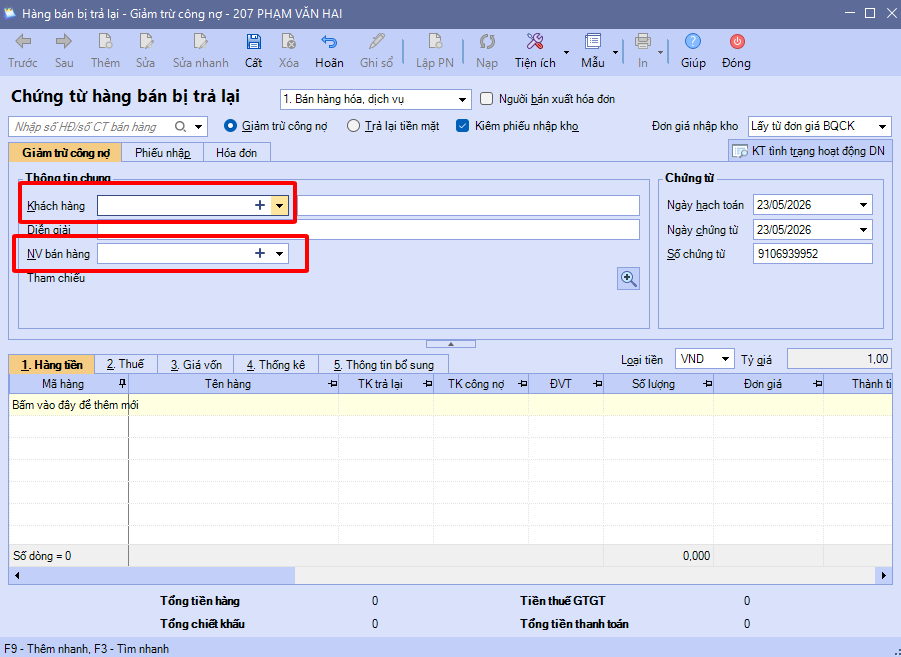 Hàng bán bị trả lại - Giảm trừ công nợ - 207 PHẠM VĂN HAI
Trước Sau Thêm Sửa Sửa nhanh Cất Xóa Hoãn Ghi sổ Lập PN Nạp Tiện ích Mẫu In Giúp Đóng
Chứng từ hàng bán bị trả lại 1. Bán hàng hóa, dịch vụ Người bán xuất hóa đơn
Nhập số HĐ/số CT bán hàng Giảm trừ công nợ Trả lại tiền mặt Kiêm phiếu nhập kho Đơn giá nhập kho Lấy từ đơn giá BQCK
Giảm trừ công nợ Phiếu nhập Hóa đơn KT tình trạng hoạt động DN
Thông tin chung Chứng từ
Khách hàng Ngày hạch toán 23/05/2026
Diễn giải Ngày chứng từ 23/05/2026
NV bán hàng Số chứng từ 9106939952
Tham chiếu
1. Hàng tiền 2. Thuế 3. Giá vốn 4. Thống kê 5. Thông tin bổ sung Loại tiền VND Tỷ giá 1,00
Mã hàng Tên hàng TK trả lại TK công nợ ĐVT Số lượng Đơn giá Thành ti
Bấm vào đây để thêm mới
Số dòng = 0 0,000
Tổng tiền hàng 0 Tiền thuế GTGT 0
Tổng chiết khấu 0 Tổng tiền thanh toán 0
F9 - Thêm nhanh, F3 - Tìm nhanh